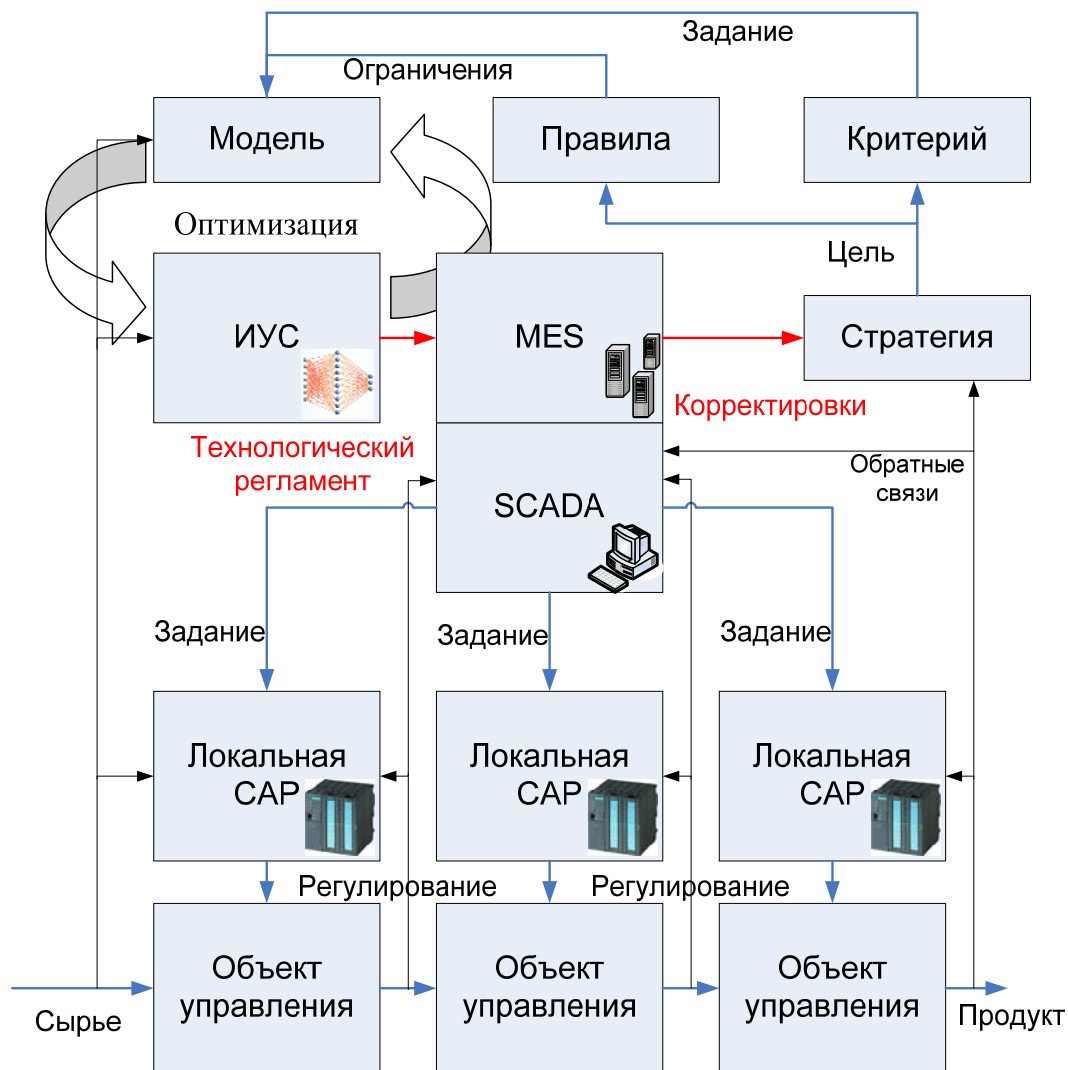 Задание
Ограничения
Модель
Правила
Критерий
Оптимизация
Цель
ИУС
MES
Стратегия
Корректировки
Технологический
регламент
Обратные
связи
SCADA
Задание
Задание
Задание
Локальная
САР
Локальная
САР
Локальная
САР
Регулирование
Регулирование
Объект
управления
Объект
управления
Объект
управления
Сырье
Продукт